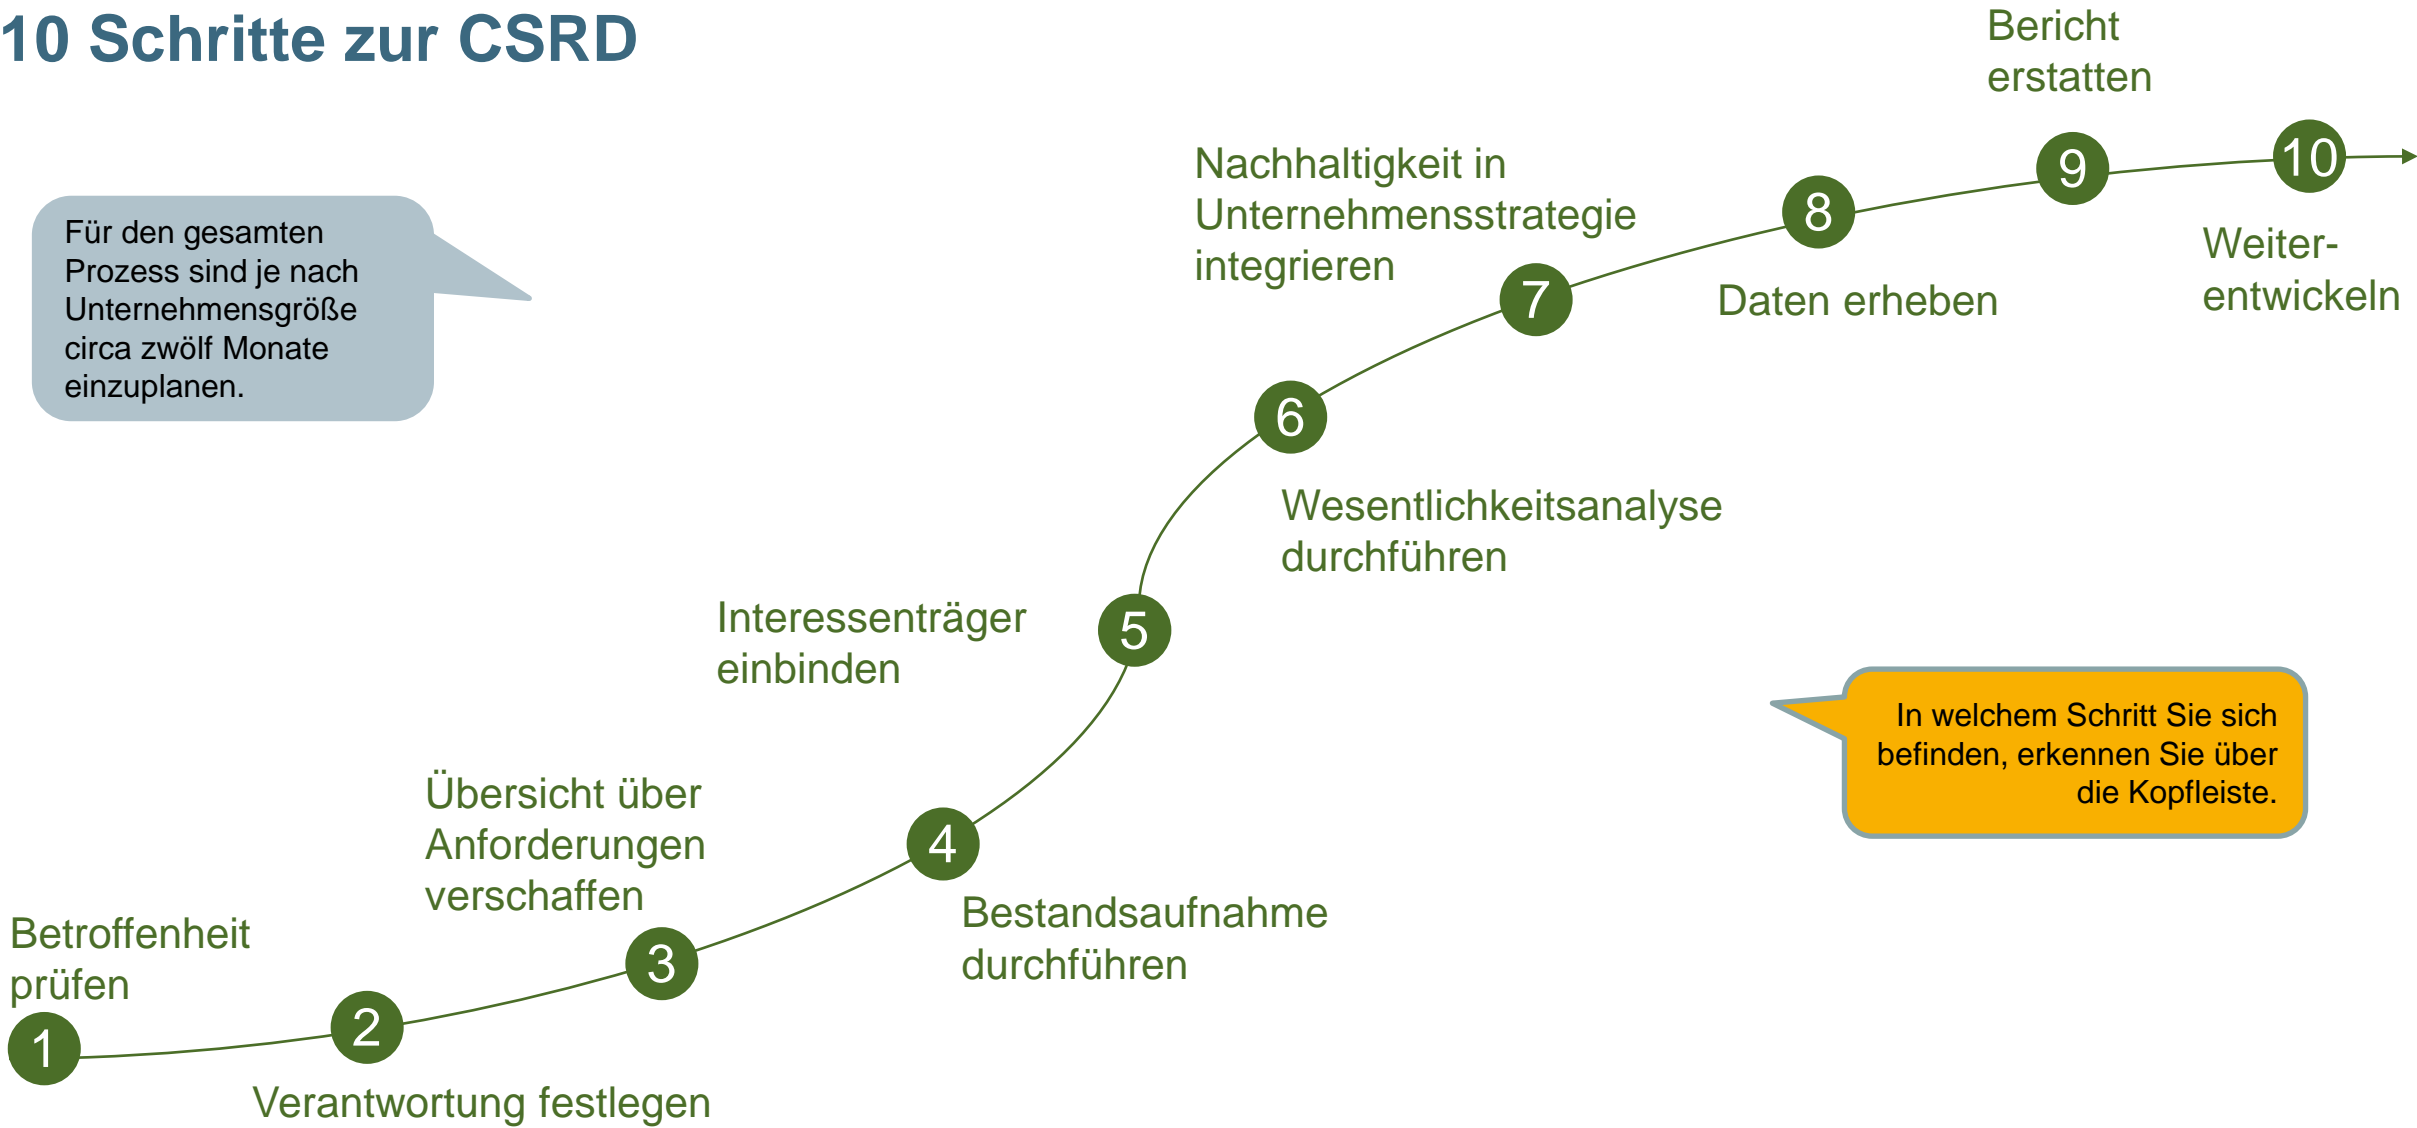 10 Schritte zur CSRD
Für den gesamten
Prozess sind je nach
Unternehmensgröße
circa zwölf Monate
einzuplanen.
1
Betroffenheit
prüfen
2
Verantwortung festlegen
3
Übersicht über
Anforderungen
verschaffen
4
Bestandsaufnahme
durchführen
5
Interessenträger
einbinden
6
Wesentlichkeitsanalyse
durchführen
7
Nachhaltigkeit in
Unternehmensstrategie
integrieren
8
Daten erheben
9
Bericht
erstatten
10
Weiter-
entwickeln
In welchem Schritt Sie sich
befinden, erkennen Sie über
die Kopfleiste.